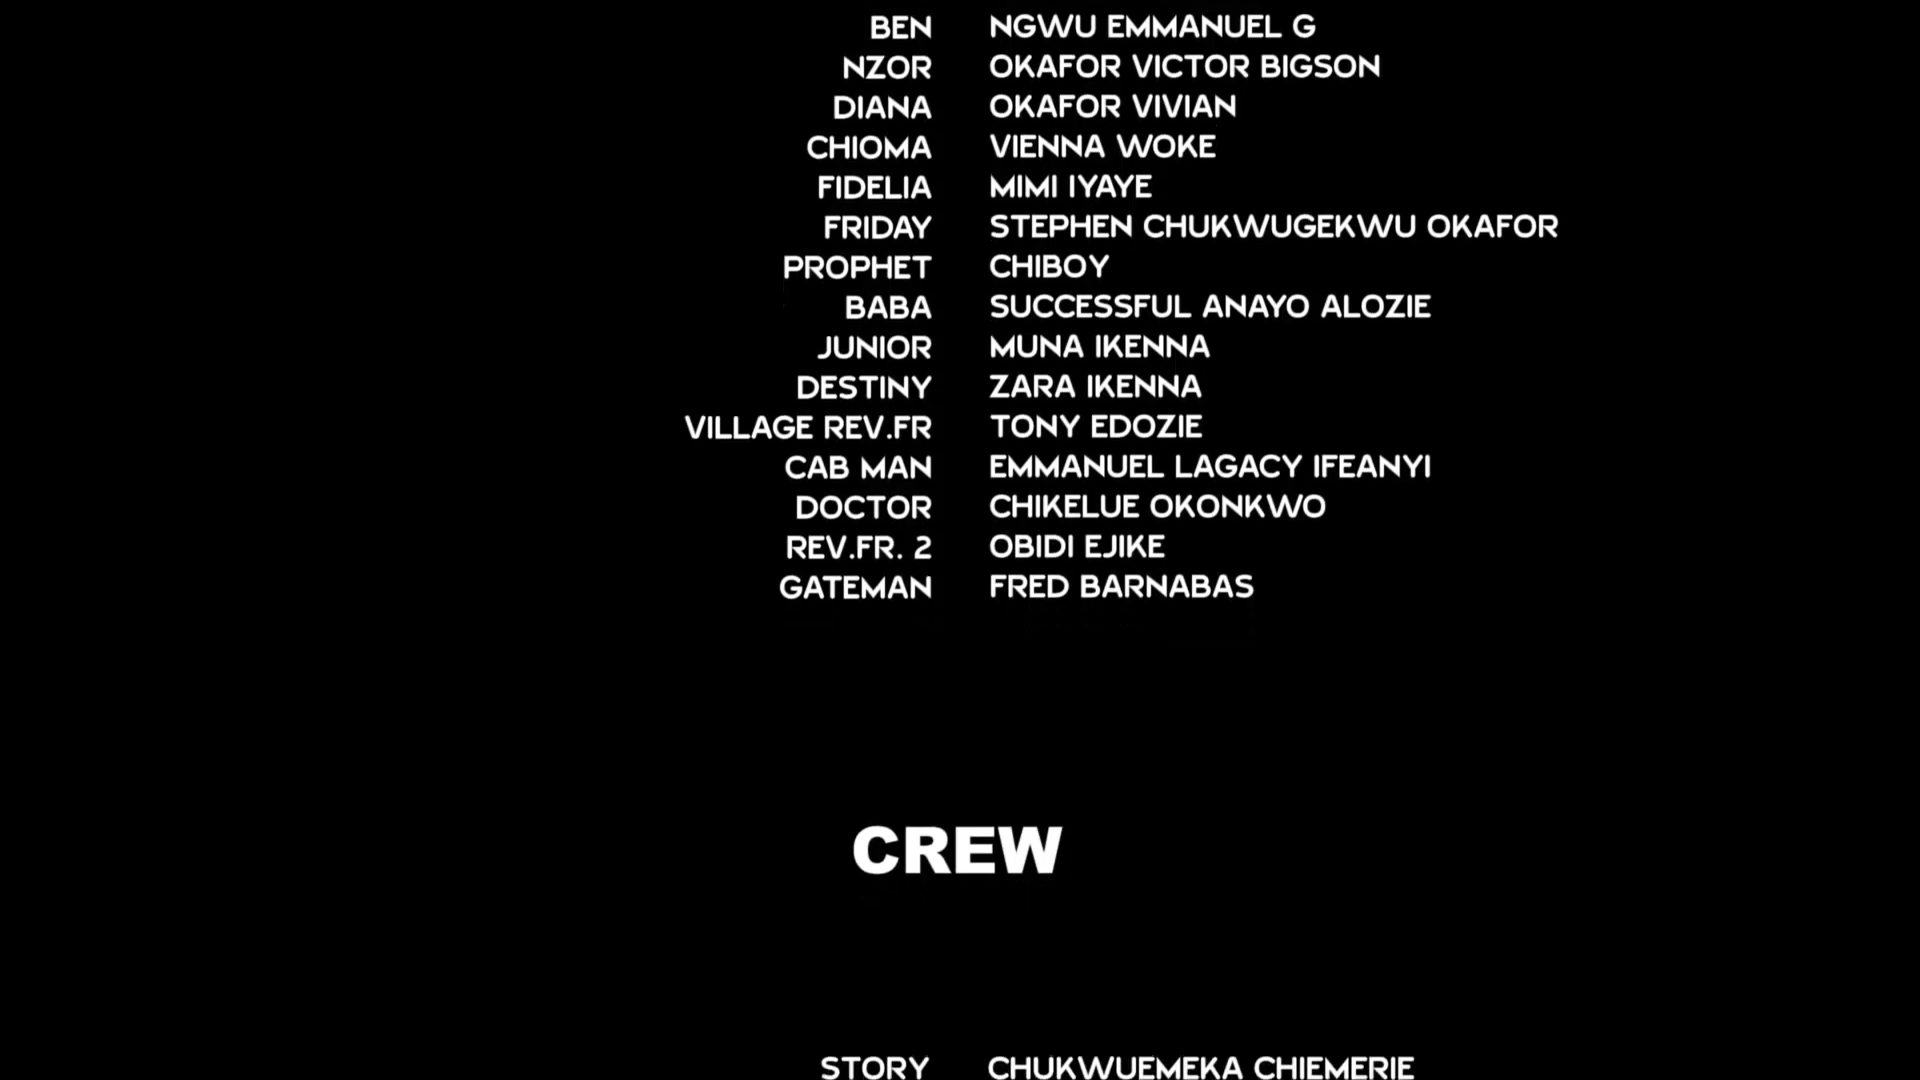 BEN NGWU EMMANUEL G
NZOR OKAFOR VICTOR BIGSON
DIANA OKAFOR VIVIAN
CHIOMA VIENNA WOKE
FIDELIA MIMI IYAYE
FRIDAY STEPHEN CHUKWUGEKWU OKAFOR
PROPHET CHIBOY
BABA SUCCESSFUL ANAYO ALOZIE
JUNIOR MUNA IKENNA
DESTINY ZARA IKENNA
VILLAGE REV.FR TONY EDOZIE
CAB MAN EMMANUEL LAGACY IFEANYI
DOCTOR CHIKELUE OKONKWO
REV.FR. 2 OBIDI EJIKE
GATEMAN FRED BARNABAS
CREW
STORY CHUKWUEMEKA CHIEMERIE